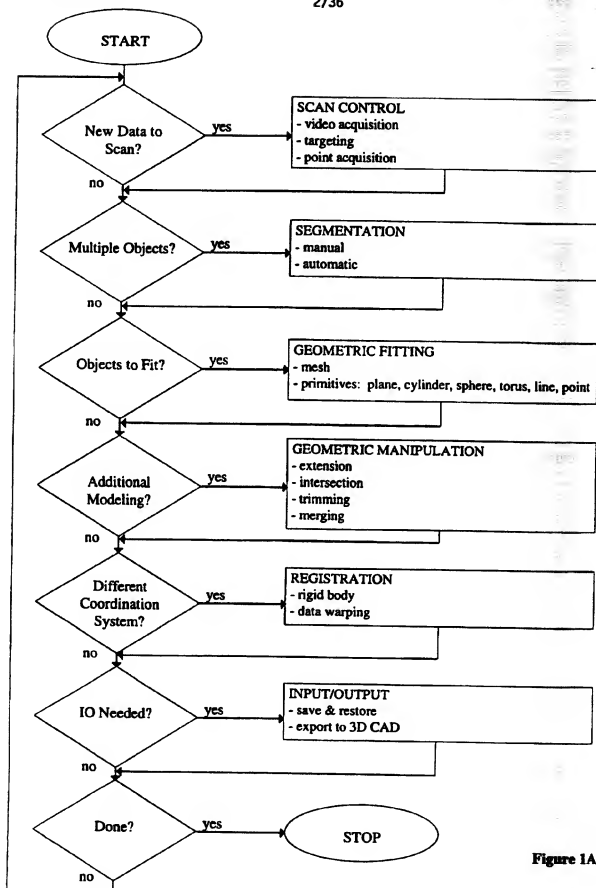 2/36
START
New Data to
Scan?
yes
no
SCAN CONTROL
- video acquisition
- targeting
- point acquisition
Multiple Objects?
yes
no
SEGMENTATION
- manual
- automatic
Objects to Fit?
yes
no
GEOMETRIC FITTING
- mesh
- primitives: plane, cylinder, sphere, torus, line, point
Additional
Modeling?
yes
no
GEOMETRIC MANIPULATION
- extension
- intersection
- trimming
- merging
Different
Coordination
System?
yes
no
REGISTRATION
- rigid body
- data warping
IO Needed?
yes
no
INPUT/OUTPUT
- save & restore
- export to 3D CAD
Done?
yes
no
STOP
Figure 1A